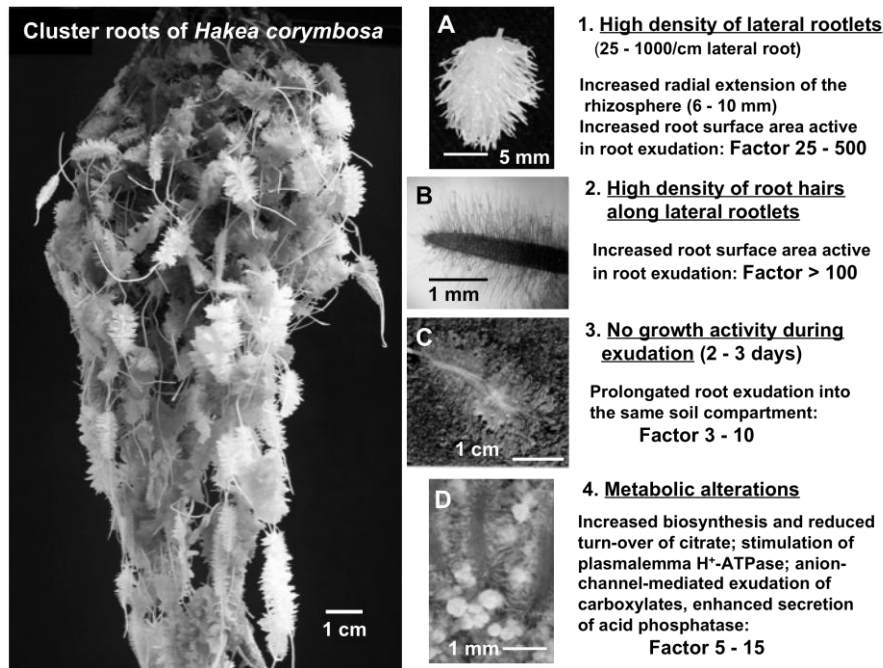 Cluster roots of Hakea corymbosa
1 cm
A
5 mm
1. High density of lateral rootlets
(25 - 1000/cm lateral root)
Increased radial extension of the
rhizosphere (6 - 10 mm)
Increased root surface area active
in root exudation: Factor 25 - 500
B
1 mm
2. High density of root hairs
along lateral rootlets
Increased root surface area active
in root exudation: Factor > 100
C
1 cm
3. No growth activity during
exudation (2 - 3 days)
Prolongated root exudation into
the same soil compartment:
Factor 3 - 10
D
1 mm
4. Metabolic alterations
Increased biosynthesis and reduced
turn-over of citrate; stimulation of
plasmalemma H⁺-ATPase; anion-
channel-mediated exudation of
carboxylates, enhanced secretion
of acid phosphatase:
Factor 5 - 15